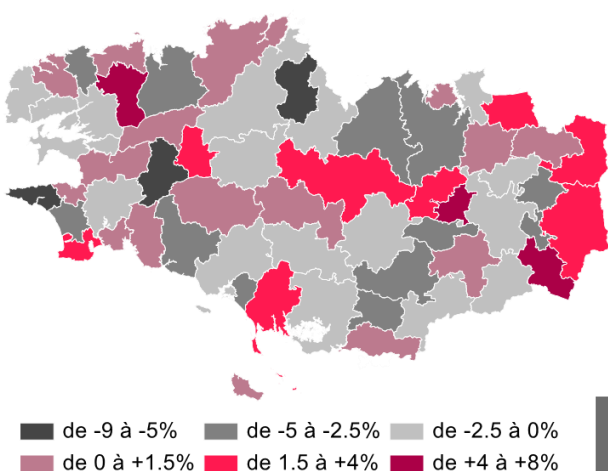 de -9 à -5% de -5 à -2.5% de -2.5 à 0%
de 0 à +1.5% de 1.5 à +4% de +4 à +8%